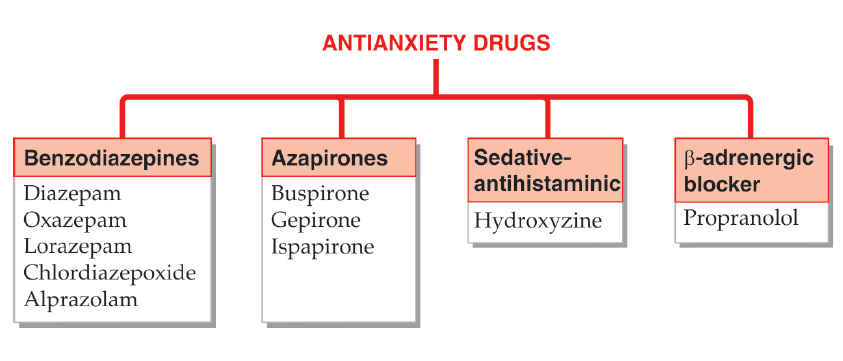 ANTIANXIETY DRUGS
Benzodiazepines
Diazepam
Oxazepam
Lorazepam
Chlordiazepoxide
Alprazolam
Azapirones
Buspirone
Gepirone
Ispapirone
Sedative-
antihistaminic
Hydroxyzine
β-adrenergic
blocker
Propranolol